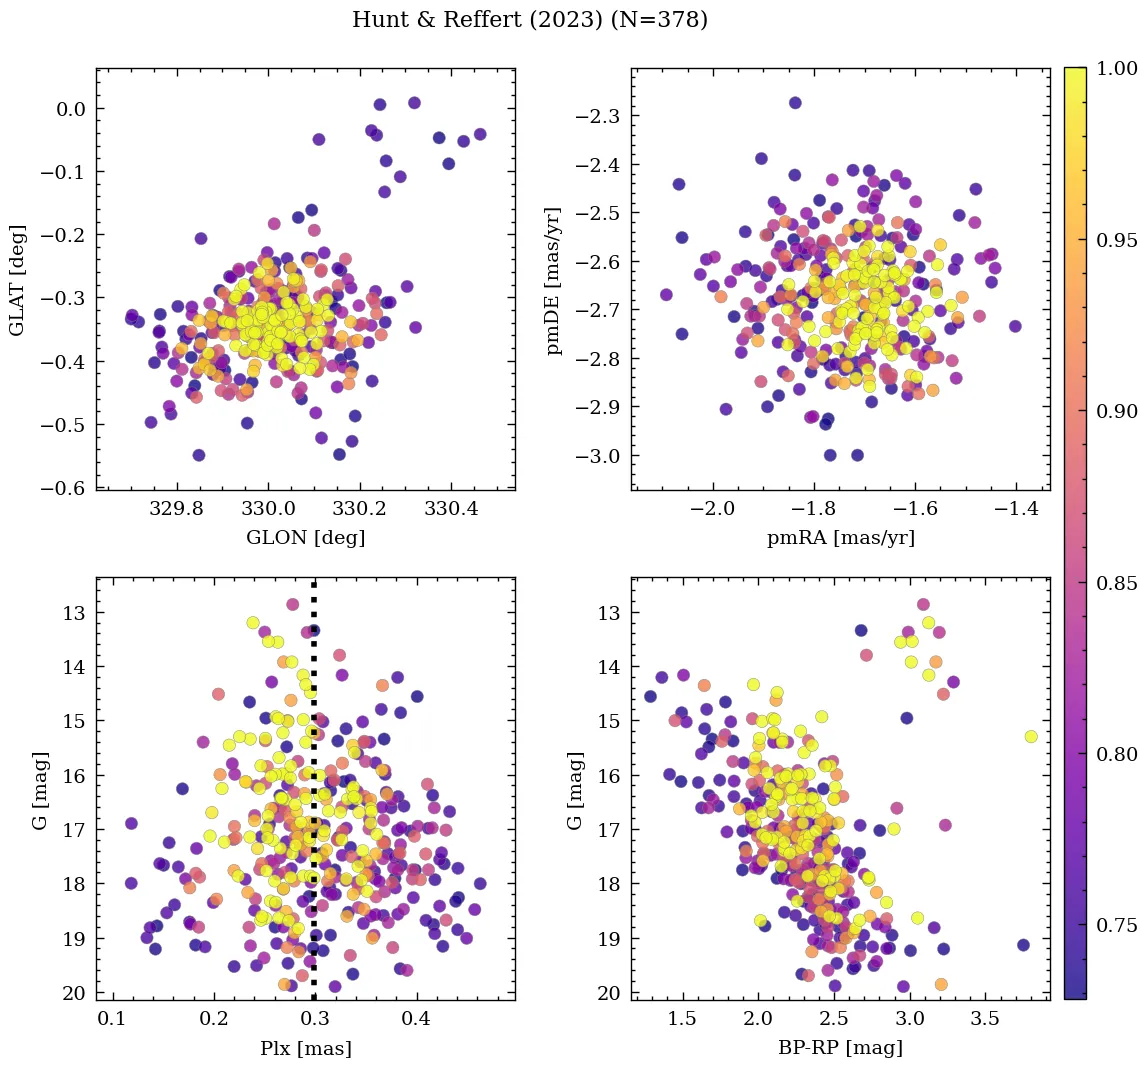 Hunt & Reffert (2023) (N=378)
0.0
−0.1
−0.2
−0.3
−0.4
−0.5
−0.6
GLAT [deg]
329.8 330.0 330.2 330.4
GLON [deg]
−2.3
−2.4
−2.5
−2.6
−2.7
−2.8
−2.9
−3.0
pmDE [mas/yr]
−2.0 −1.8 −1.6 −1.4
pmRA [mas/yr]
13
14
15
16
17
18
19
20
G [mag]
0.1 0.2 0.3 0.4
Plx [mas]
13
14
15
16
17
18
19
20
G [mag]
1.5 2.0 2.5 3.0 3.5
BP-RP [mag]
1.00
0.95
0.90
0.85
0.80
0.75